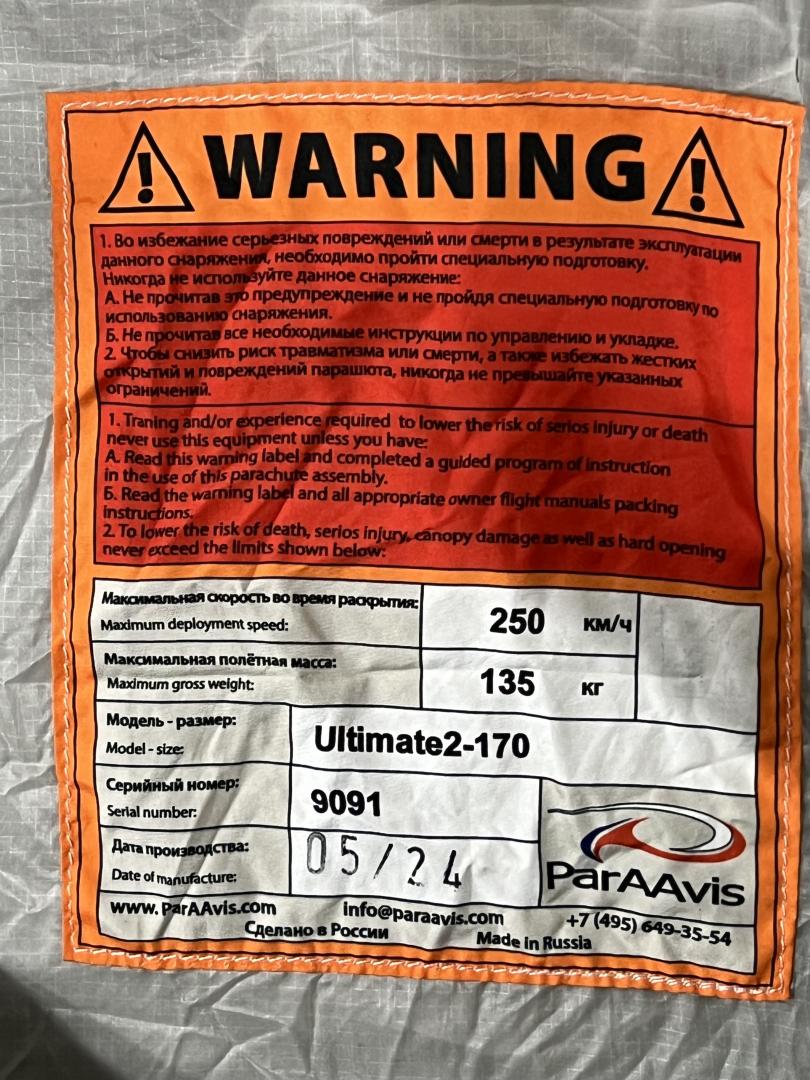 WARNING
1. Во избежание серьезных повреждений или смерти в результате эксплуатации
данного снаряжения, необходимо пройти специальную подготовку.
Никогда не используйте данное снаряжение:
А. Не прочитав это предупреждение и не пройдя специальную подготовку по
использованию снаряжения.
Б. Не прочитав все необходимые инструкции по управлению и укладке.
2. Чтобы снизить риск травматизма или смерти, а также избежать жестких
открытий и повреждений парашюта, никогда не превышайте указанных
ограничений.
1. Traning and/or experience required to lower the risk of serios injury or death
never use this equipment unless you have:
А. Read this warning label and completed a guided program of instruction
in the use of this parachute assembly.
Б. Read the warning label and all appropriate owner flight manuals packing
instructions.
2. To lower the risk of death, serios injury, canopy damage as well as hard opening
never exceed the limits shown below:
Максимальная скорость во время раскрытия:
Maximum deployment speed:
250 км/ч
Максимальная полётная масса:
Maximum gross weight:
135 кг
Модель - размер:
Model - size:
Ultimate2-170
Серийный номер:
Serial number:
9091
Дата производства:
Date of manufacture:
05/24
ParAAvis
www. ParAAvis.com info@paraavis.com +7 (495) 649-35-54
Сделано в России Made in Russia